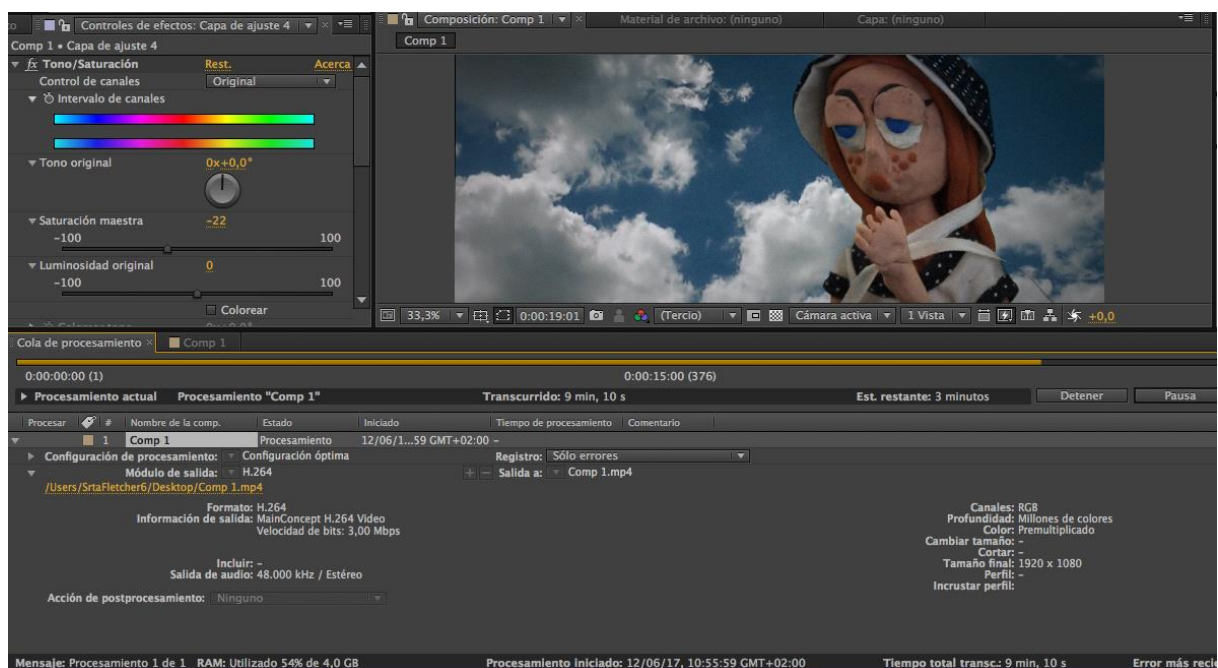 Controles de efectos: Capa de ajuste 4
Comp 1 • Capa de ajuste 4
fx Tono/Saturación Rest. Acerca
Control de canales Original
Intervalo de canales
Tono original 0x+0,0°
Saturación maestra -22
-100 100
Luminosidad original 0
-100 100
Colorear
Composición: Comp 1 Material de archivo: (ninguno) Capa: (ninguno)
Comp 1
33,3% 0:00:19:01 (Tercio) Cámara activa 1 Vista +0,0
Cola de procesamiento Comp 1
0:00:00:00 (1) 0:00:15:00 (376)
Procesamiento actual Procesamiento "Comp 1" Transcurrido: 9 min, 10 s Est. restante: 3 minutos Detener Pausa
Procesar # Nombre de la comp. Estado Iniciado Tiempo de procesamiento Comentario
1 Comp 1 Procesamiento 12/06/1...59 GMT+02:00 -
Configuración de procesamiento: Configuración óptima Registro: Sólo errores
Módulo de salida: H.264 + - Salida a: Comp 1.mp4
/Users/SrtaFletcher6/Desktop/Comp 1.mp4
Formato: H.264 Canales: RGB
Información de salida: MainConcept H.264 Video Profundidad: Millones de colores
Velocidad de bits: 3,00 Mbps Color: Premultiplicado
Cambiar tamaño: -
Cortar: -
Incluir: - Tamaño final: 1920 x 1080
Salida de audio: 48.000 kHz / Estéreo Perfil: -
Incrustar perfil:
Acción de postprocesamiento: Ninguno
Mensaje: Procesamiento 1 de 1 RAM: Utilizado 54% de 4,0 GB Procesamiento iniciado: 12/06/17, 10:55:59 GMT+02:00 Tiempo total transc.: 9 min, 10 s Error más reci